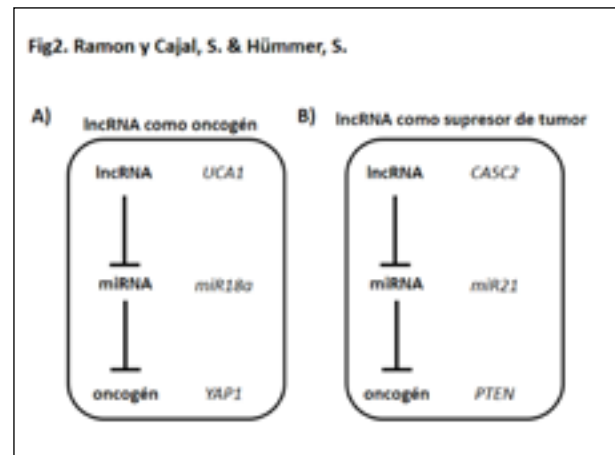 Fig2. Ramon y Cajal, S. & Hümmer, S.
A)
lncRNA como oncogén
lncRNA UCA1
miRNA miR18a
oncogén YAP1
B)
lncRNA como supresor de tumor
lncRNA CASC2
miRNA miR21
oncogén PTEN